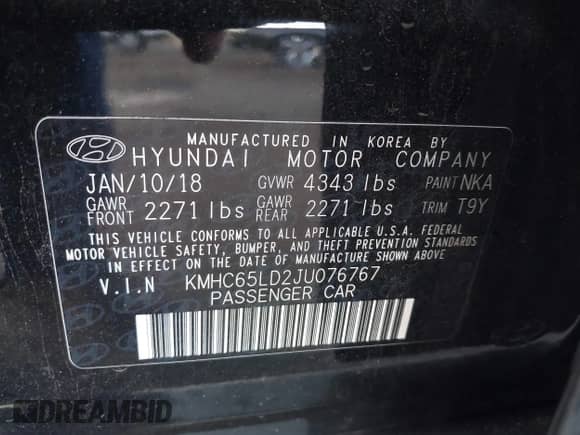 MANUFACTURED IN KOREA BY
HYUNDAI MOTOR COMPANY
JAN/10/18 GVWR 4343 lbs PAINT NKA
GAWR FRONT 2271 lbs GAWR REAR 2271 lbs TRIM T9Y
THIS VEHICLE CONFORMS TO ALL APPLICABLE U.S.A. FEDERAL
MOTOR VEHICLE SAFETY, BUMPER, AND THEFT PREVENTION STANDARDS
IN EFFECT ON THE DATE OF MANUFACTURE SHOWN ABOVE
V.I.N KMHC65LD2JU076767
PASSENGER CAR
DREAMBID